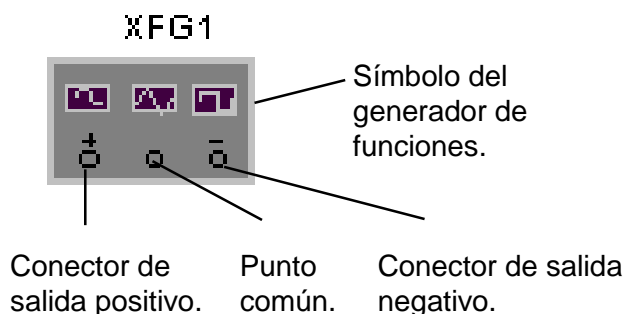 XFG1
Símbolo del
generador de
funciones.
+
−
Conector de
salida positivo.
Punto
común.
Conector de salida
negativo.